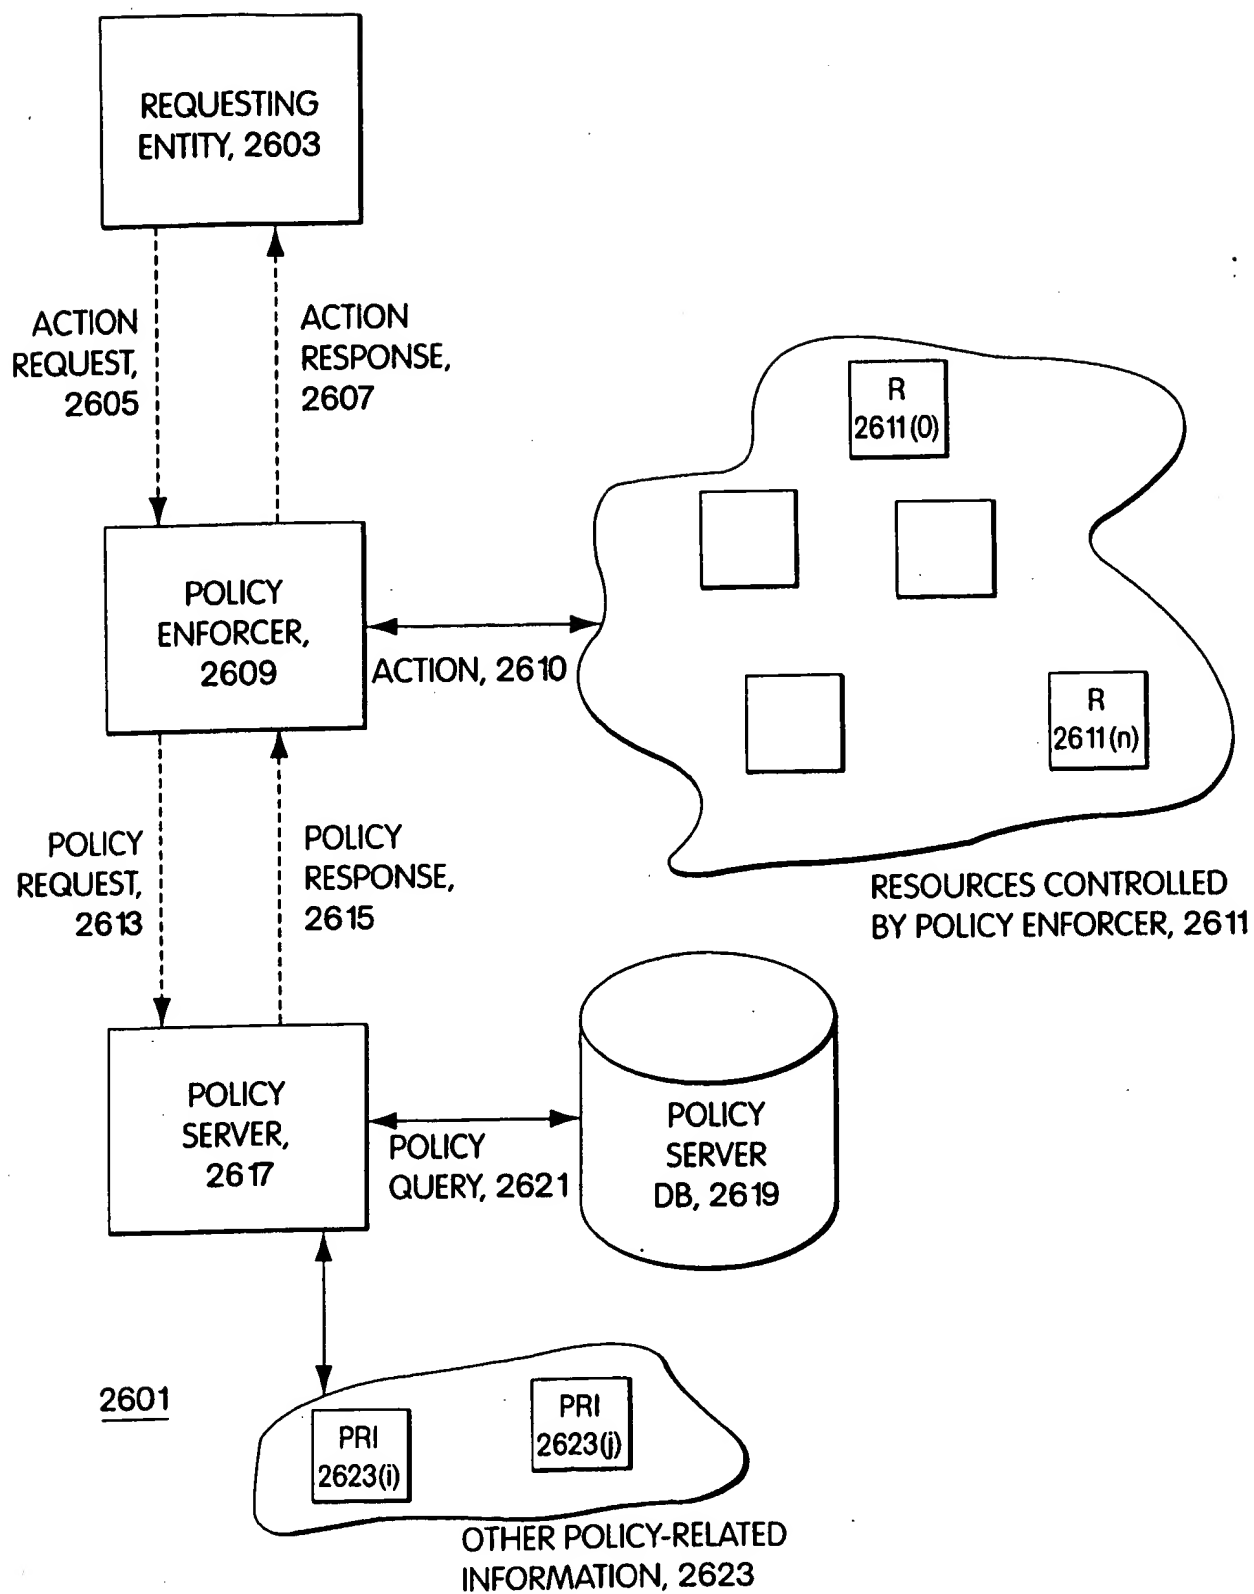 REQUESTING
ENTITY, 2603
ACTION
REQUEST,
2605
ACTION
RESPONSE,
2607
R
2611(0)
POLICY
ENFORCER,
2609
ACTION, 2610
R
2611(n)
POLICY
REQUEST,
2613
POLICY
RESPONSE,
2615
RESOURCES CONTROLLED
BY POLICY ENFORCER, 2611
POLICY
SERVER,
2617
POLICY
QUERY, 2621
POLICY
SERVER
DB, 2619
2601
PRI
2623(i)
PRI
2623(j)
OTHER POLICY-RELATED
INFORMATION, 2623